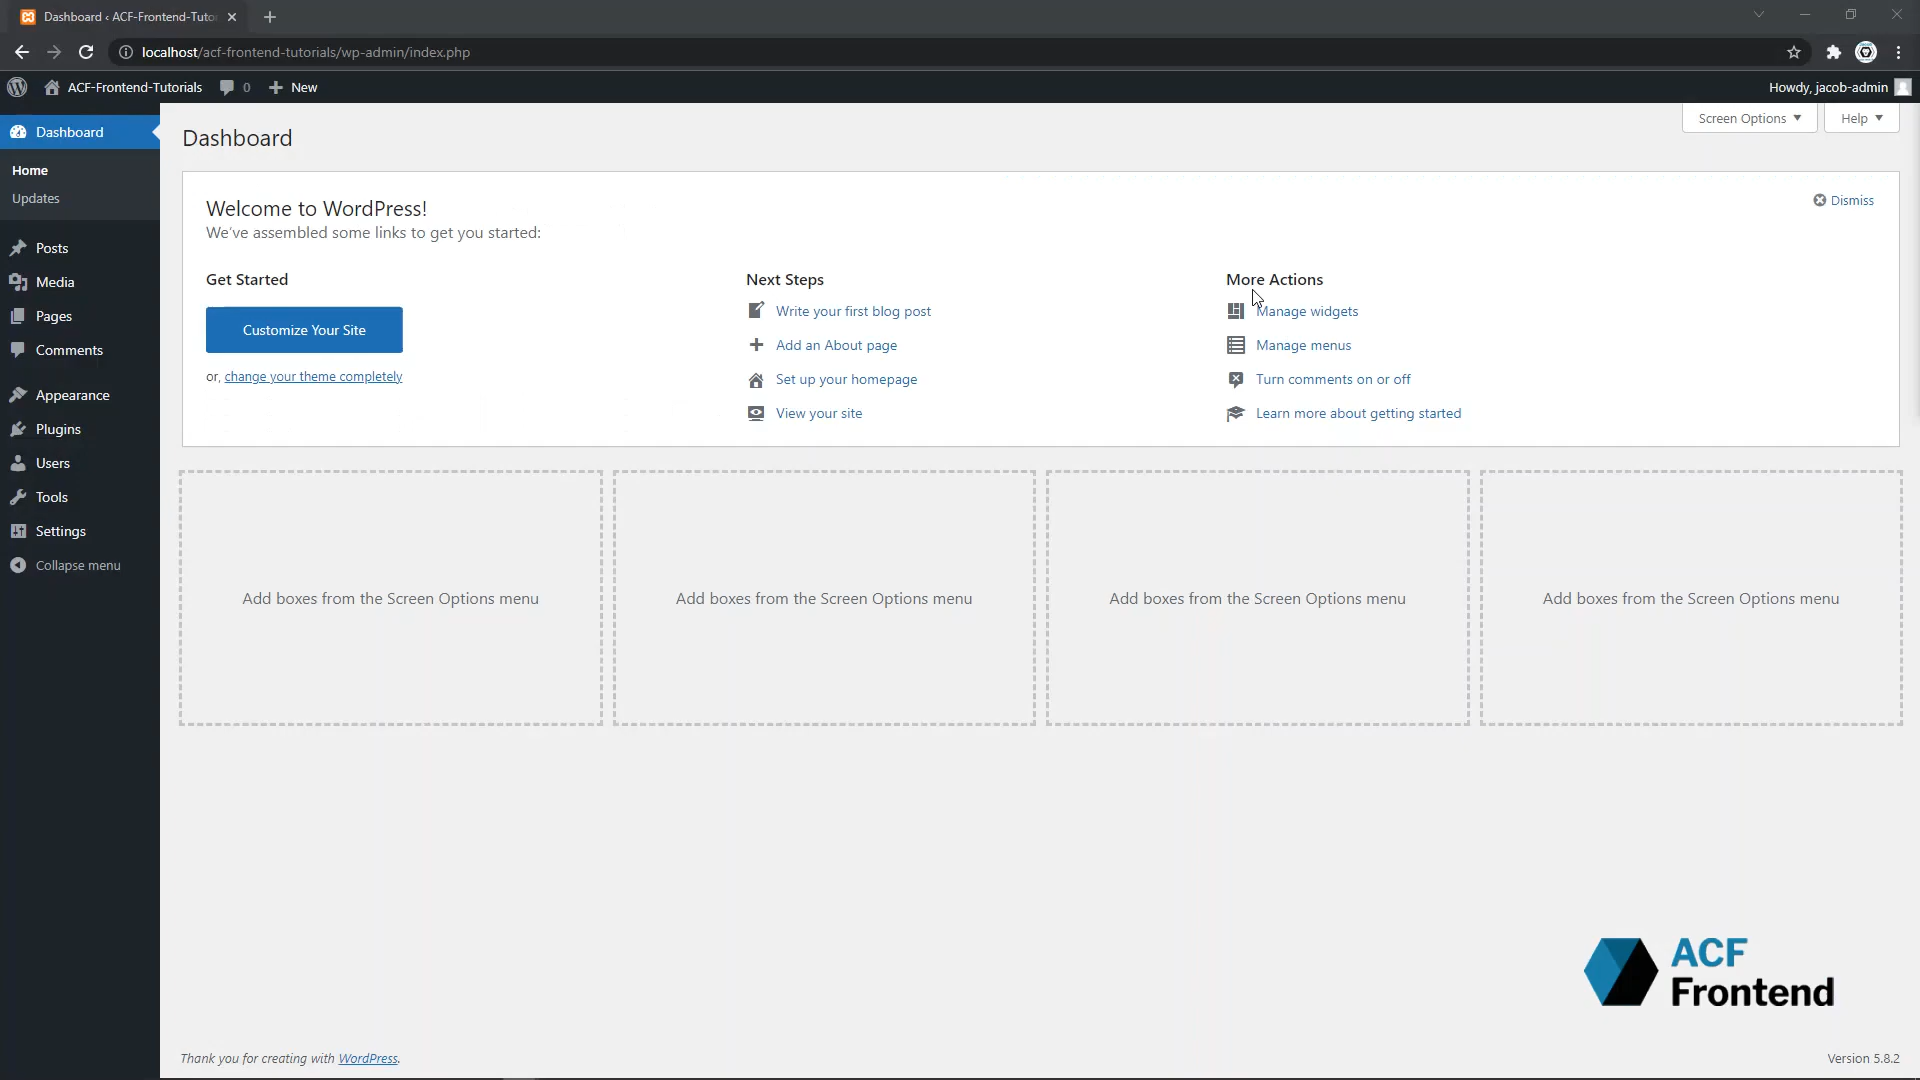 Dashboard ‹ ACF-Frontend-Tutor
localhost/acf-frontend-tutorials/wp-admin/index.php
ACF-Frontend-Tutorials 0 New Howdy, jacob-admin
Dashboard
Home
Updates
Posts
Media
Pages
Comments
Appearance
Plugins
Users
Tools
Settings
Collapse menu
Dashboard
Screen Options
Help
Welcome to WordPress!
We've assembled some links to get you started:
Dismiss
Get Started
Customize Your Site
or, change your theme completely
Next Steps
Write your first blog post
Add an About page
Set up your homepage
View your site
More Actions
Manage widgets
Manage menus
Turn comments on or off
Learn more about getting started
Add boxes from the Screen Options menu
Add boxes from the Screen Options menu
Add boxes from the Screen Options menu
Add boxes from the Screen Options menu
ACF
Frontend
Thank you for creating with WordPress.
Version 5.8.2